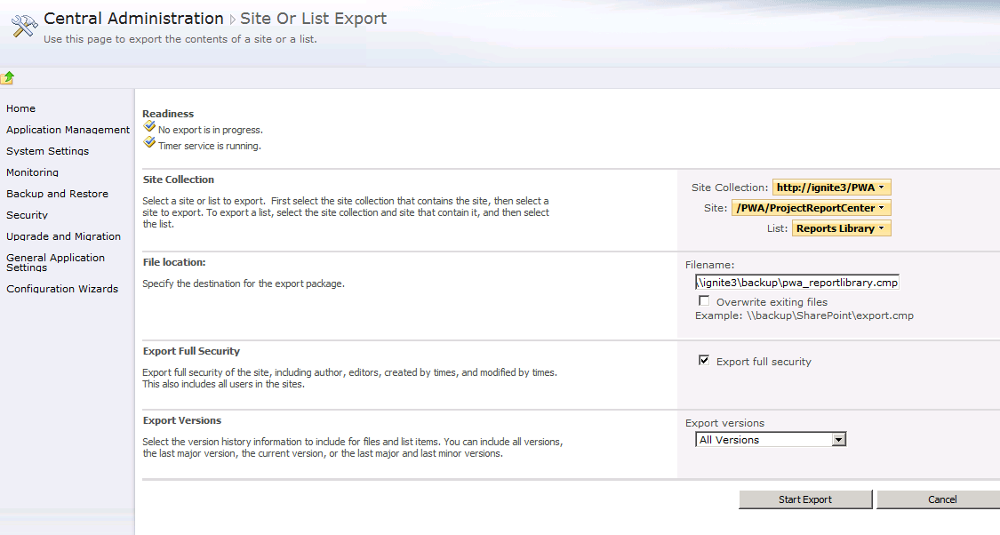 Central Administration ▷ Site Or List Export
Use this page to export the contents of a site or a list.
Home
Application Management
System Settings
Monitoring
Backup and Restore
Security
Upgrade and Migration
General Application
Settings
Configuration Wizards
Readiness
No export is in progress.
Timer service is running.
Site Collection
Select a site or list to export. First select the site collection that contains the site, then select a
site to export. To export a list, select the site collection and site that contain it, and then select
the list.
Site Collection: http://ignite3/PWA
Site: /PWA/ProjectReportCenter
List: Reports Library
File location:
Specify the destination for the export package.
Filename:
\\ignite3\backup\pwa_reportlibrary.cmp
Overwrite exiting files
Example: \\backup\SharePoint\export.cmp
Export Full Security
Export full security of the site, including author, editors, created by times, and modified by times.
This also includes all users in the sites.
Export full security
Export Versions
Select the version history information to include for files and list items. You can include all versions,
the last major version, the current version, or the last major and last minor versions.
Export versions
All Versions
Start Export
Cancel